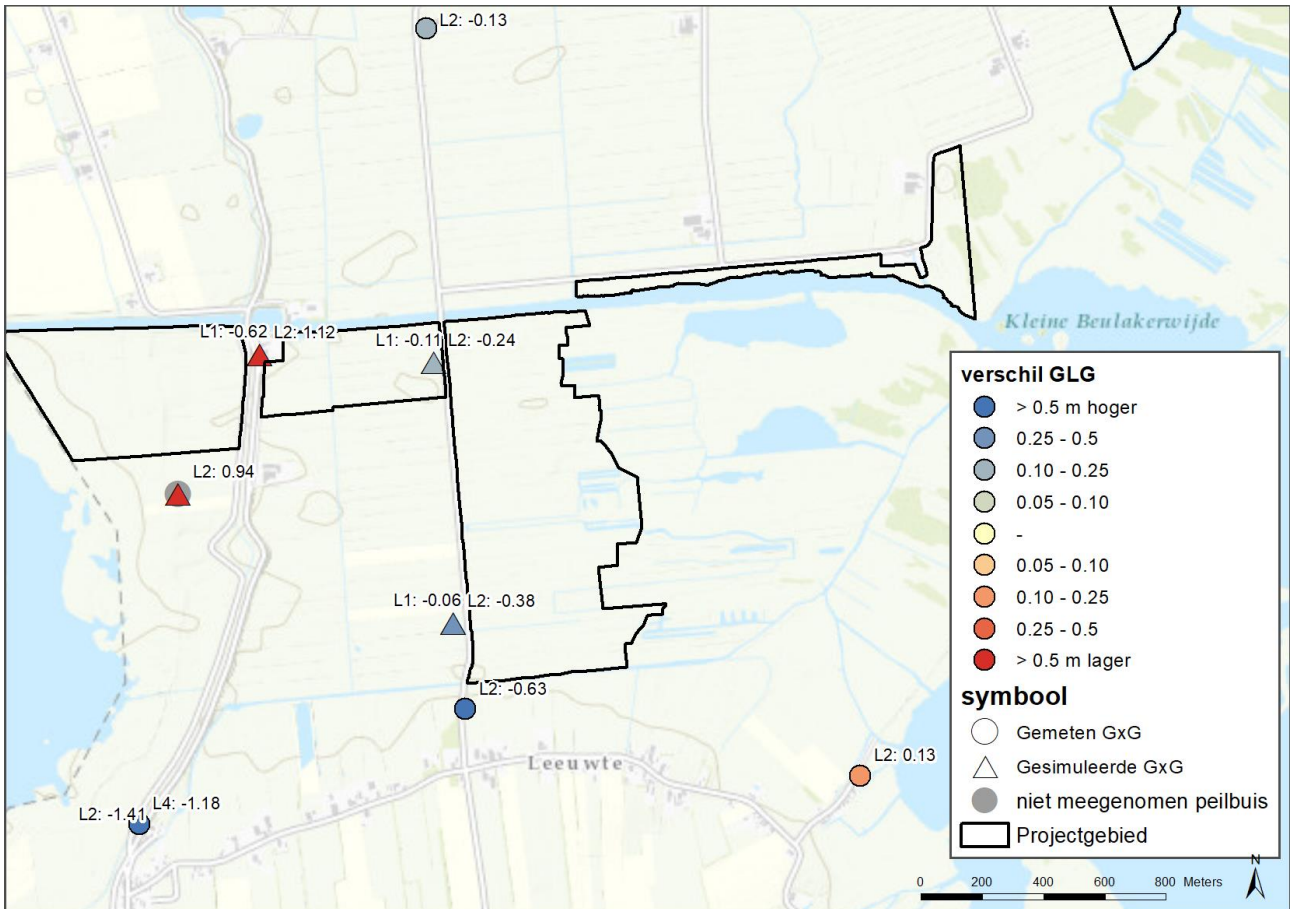 L2: -0.13
Kleine Beulakerwijde
L1: -0.62 L2: 1.12
L1: -0.11 L2: -0.24
L2: 0.94
L1: -0.06 L2: -0.38
L2: -0.63
Leeuwte
L2: 0.13
L2: -1.41 L4: -1.18
verschil GLG
> 0.5 m hoger
0.25 - 0.5
0.10 - 0.25
0.05 - 0.10
-
0.05 - 0.10
0.10 - 0.25
0.25 - 0.5
> 0.5 m lager
symbool
Gemeten GxG
Gesimuleerde GxG
niet meegenomen peilbuis
Projectgebied
N
0 200 400 600 800 Meters